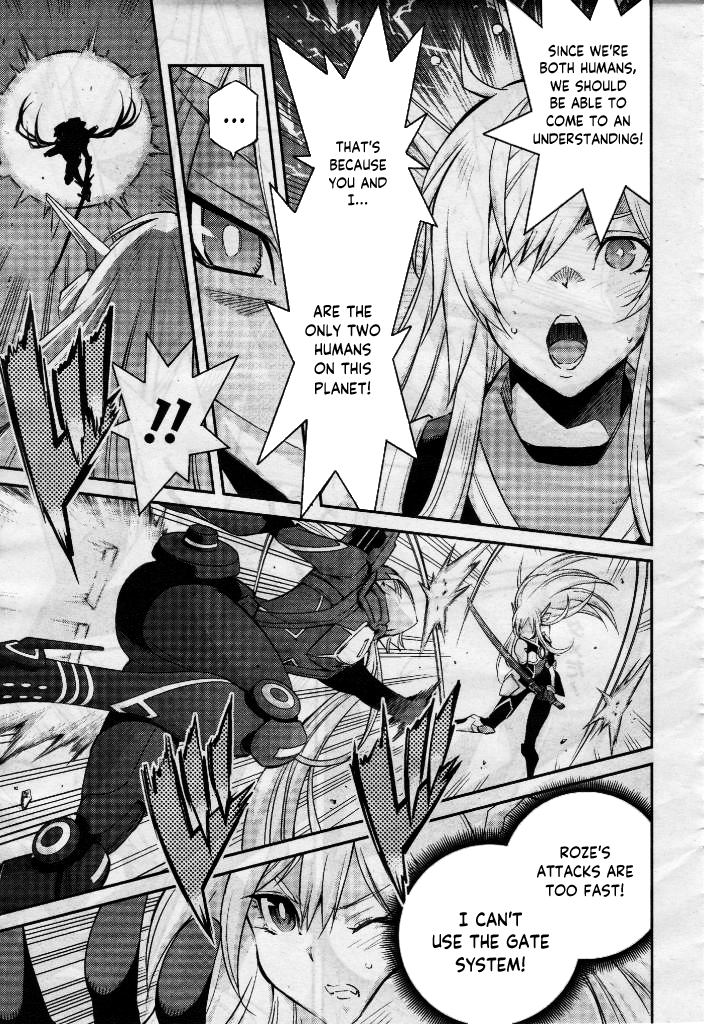 SINCE WE'RE
BOTH HUMANS,
WE SHOULD
BE ABLE TO
COME TO AN
UNDERSTANDING!
THAT'S
BECAUSE
YOU AND
I...
ARE THE
ONLY TWO
HUMANS
ON THIS
PLANET!
...
!!
ROZE'S
ATTACKS ARE
TOO FAST!
I CAN'T
USE THE GATE
SYSTEM!